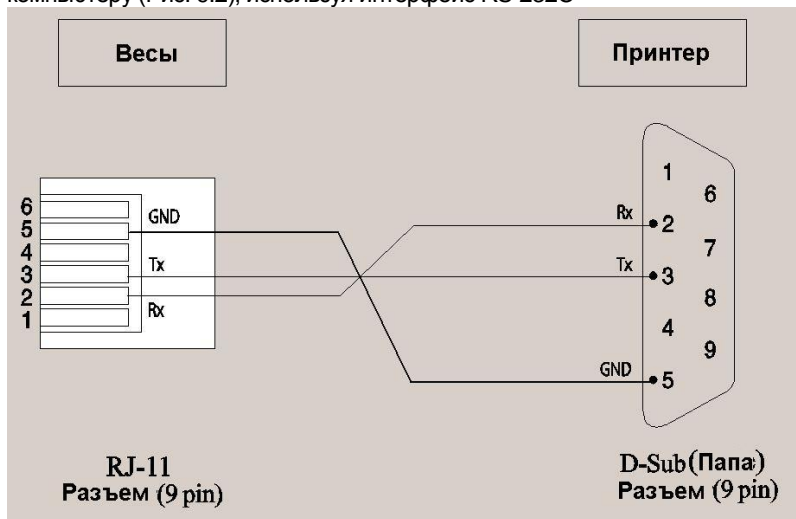 компьютеру (Рис. используя интерфейс RS-232C
Весы
Принтер
6
5
4
3
2
1
GND
Tx
Rx
Rx
Tx
GND
1
2
3
4
5
6
7
8
9
RJ-11
Разъем (9 pin)
D-Sub(Папа)
Разъем (9 pin)